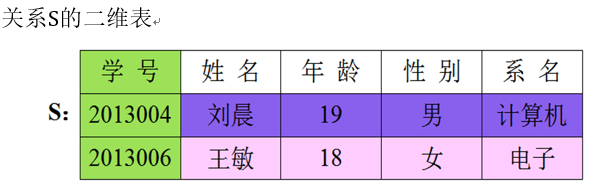 关系S的二维表
学 号 姓 名 年 龄 性 别 系 名
S: 2013004 刘晨 19 男 计算机
2013006 王敏 18 女 电子